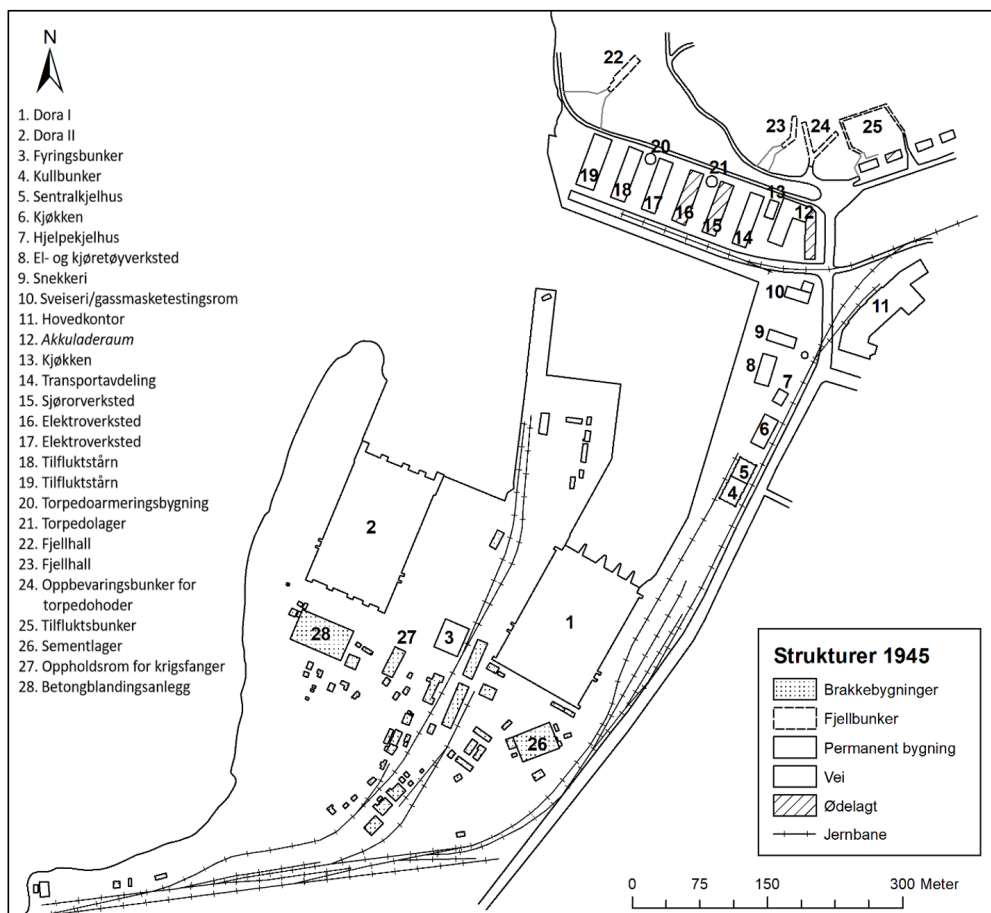 N
1. Dora I
2. Dora II
3. Fyringsbunker
4. Kullbunker
5. Sentralkjelhus
6. Kjøkken
7. Hjelpekjelhus
8. El- og kjøretøyverksted
9. Snekkeri
10. Sveiseri/gassmasketestingsrom
11. Hovedkontor
12. Akkuladeraum
13. Kjøkken
14. Transportavdeling
15. Sjørorverksted
16. Elektroverksted
17. Elektroverksted
18. Tilfluktstårn
19. Tilfluktstårn
20. Torpedoarmeringsbygning
21. Torpedolager
22. Fjellhall
23. Fjellhall
24. Oppbevaringsbunker for
torpedohoder
25. Tilfluktsbunker
26. Sementlager
27. Oppholdsrom for krigsfanger
28. Betongblandingsanlegg
22
23
24
25
20
21
19
18
17
16
15
14
13
12
10
11
9
8
7
6
5
4
2
1
3
27
28
26
Strukturer 1945
Brakkebygninger
Fjellbunker
Permanent bygning
Vei
Ødelagt
Jernbane
0 75 150 300 Meter